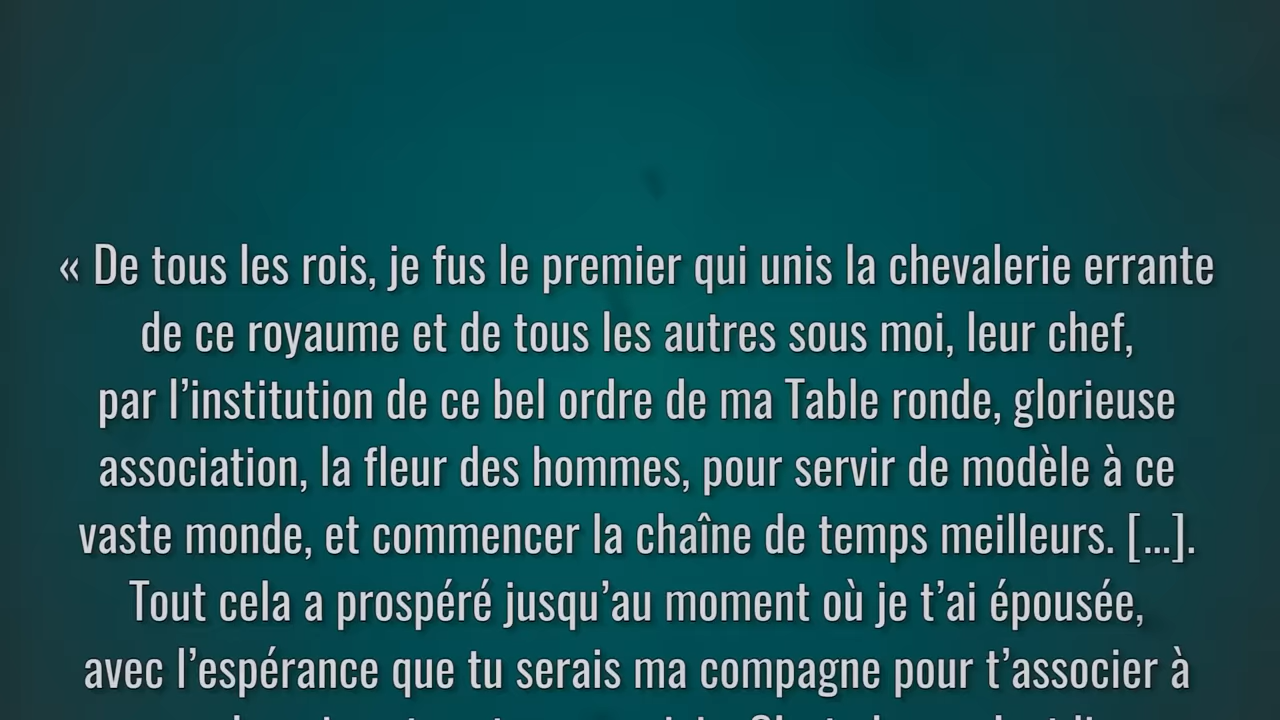 « De tous les rois, je fus le premier qui unis la chevalerie errante
de ce royaume et de tous les autres sous moi, leur chef,
par l’institution de ce bel ordre de ma Table ronde, glorieuse
association, la fleur des hommes, pour servir de modèle à ce
vaste monde, et commencer la chaîne de temps meilleurs. [...].
Tout cela a prospéré jusqu’au moment où je t’ai épousée,
avec l’espérance que tu serais ma compagne pour t’associer à